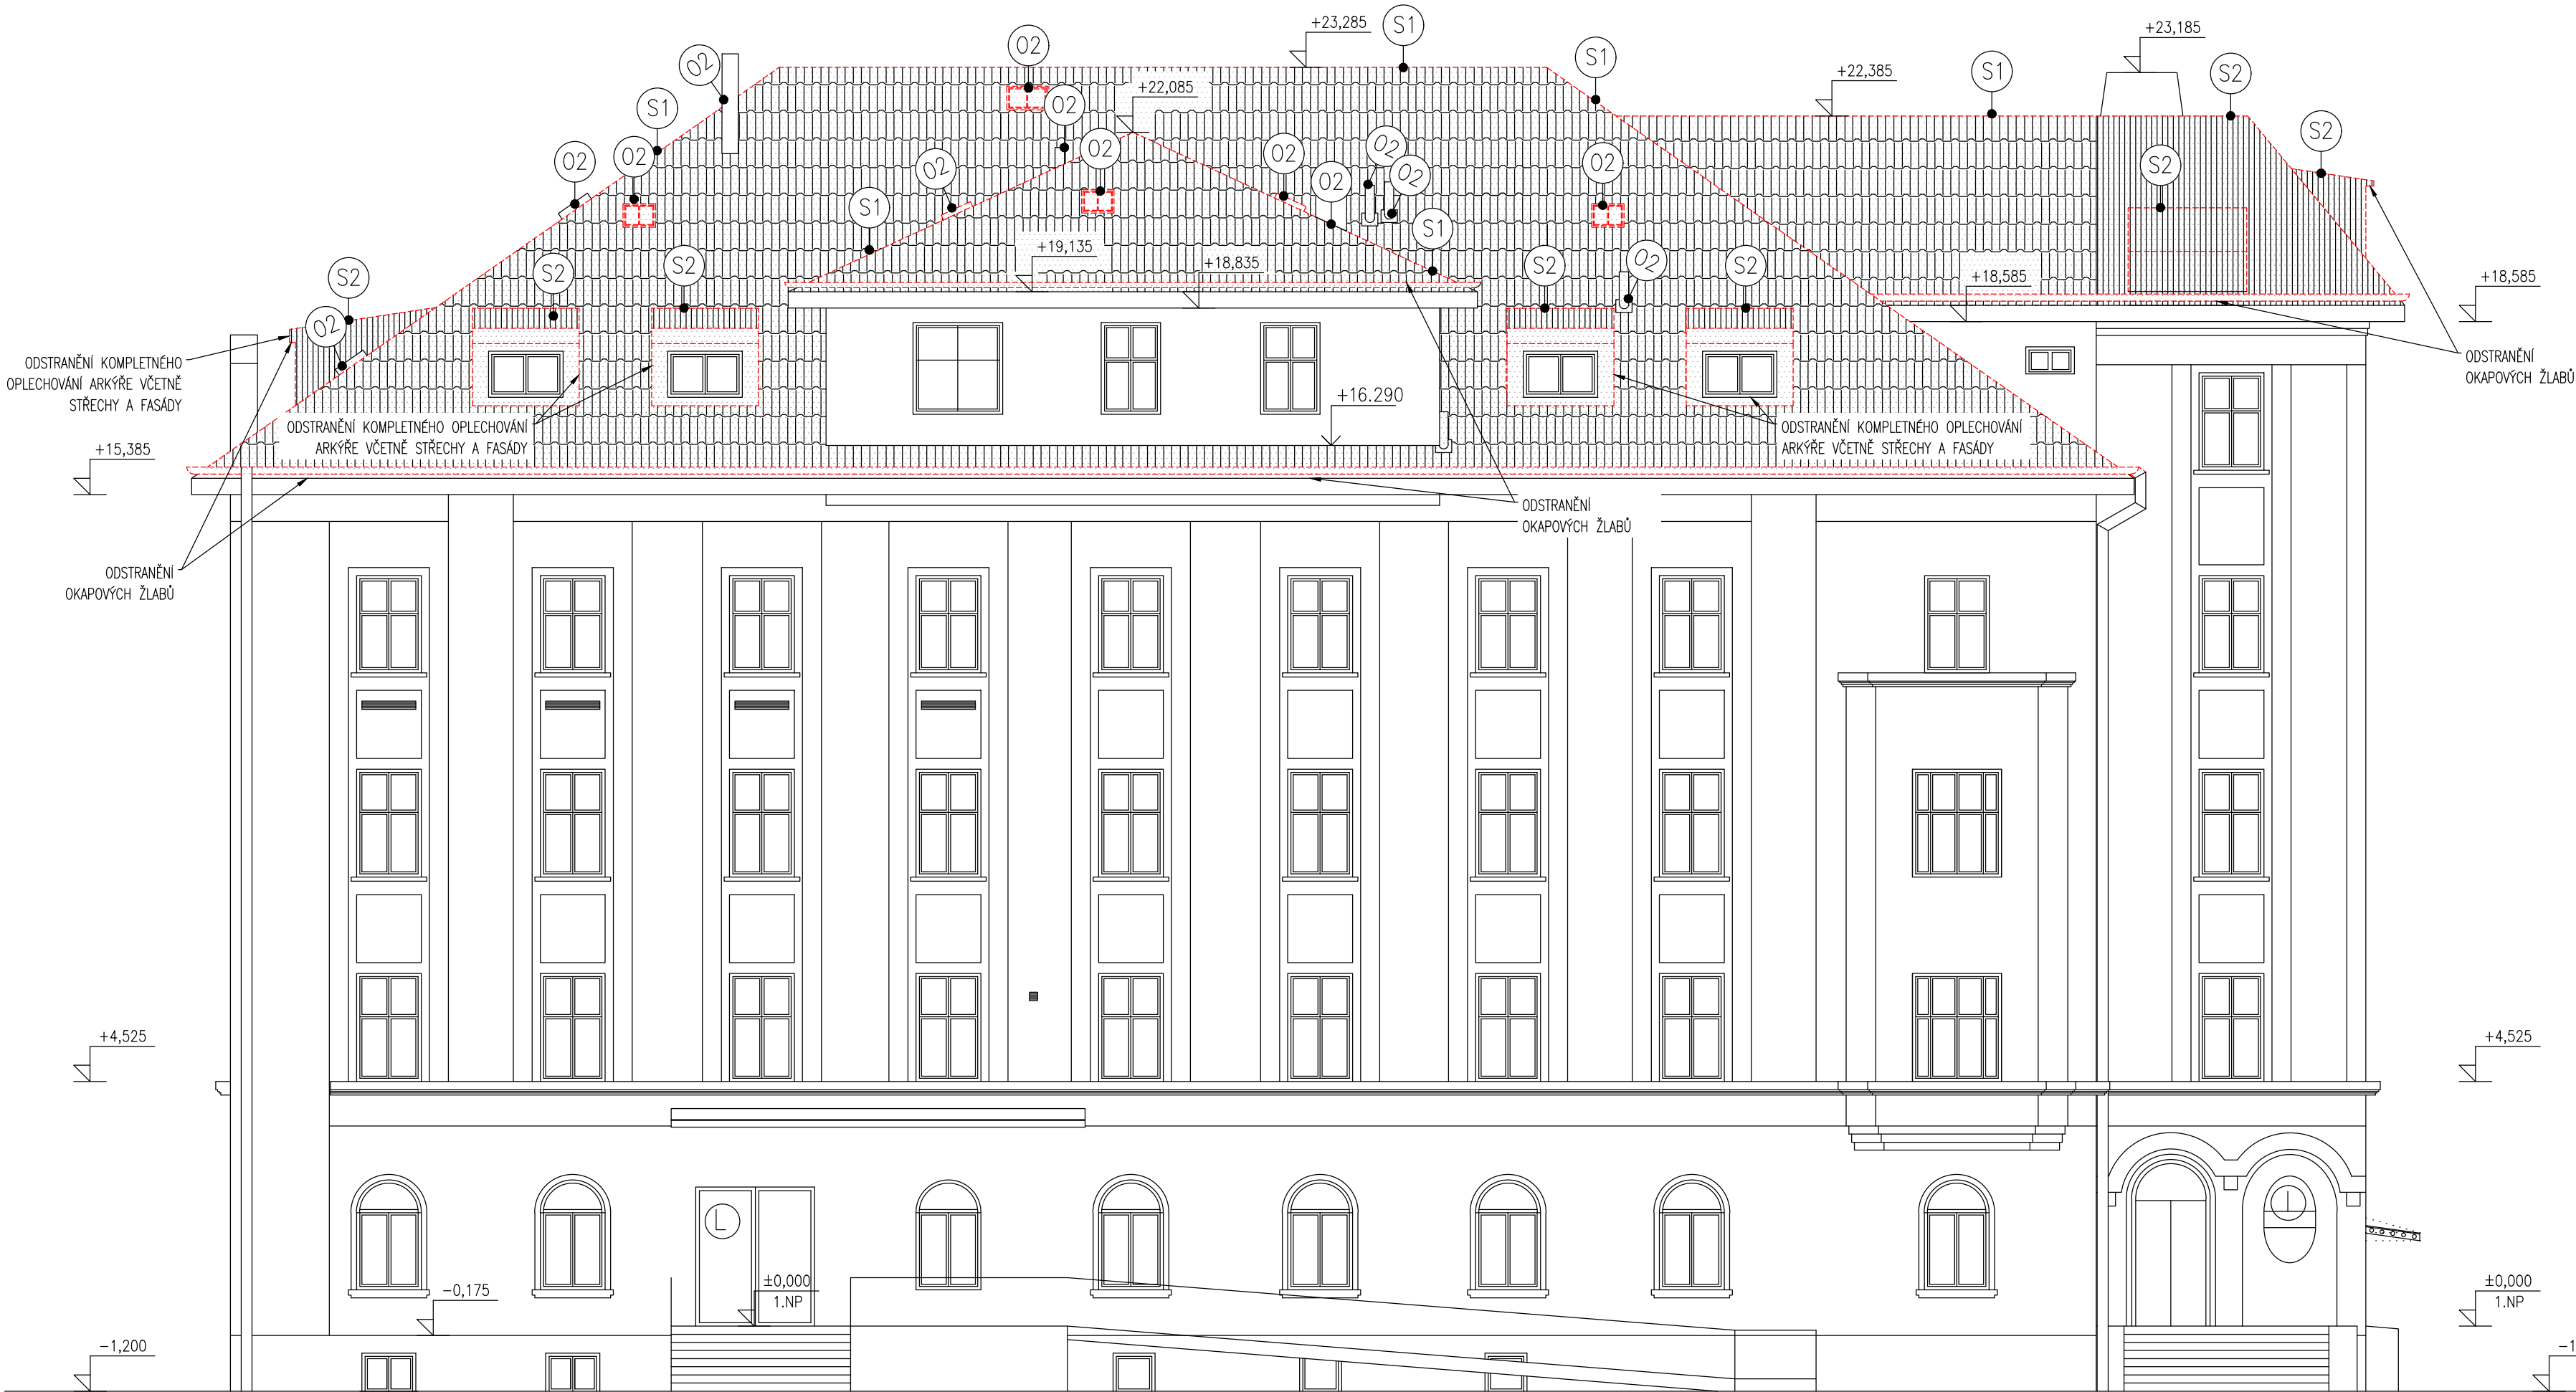 +23,285
S1
+23,185
02
S1
02
+22,385
S1
S2
+22,085
S1
02
02
02
02
02
02
02
02
02
02
S2
S2
S1
02
S1
+19,135
+18,835
S2
S2
S2
S2
S2
02
02
+18,585
+18,585
ODSTRANĚNÍ KOMPLETNÉHO
OPLECHOVÁNÍ ARKÝŘE VČETNĚ
STŘECHY A FASÁDY
ODSTRANĚNÍ
OKAPOVÝCH ŽLABŮ
+16.290
ODSTRANĚNÍ KOMPLETNÉHO OPLECHOVÁNÍ
ARKÝŘE VČETNĚ STŘECHY A FASÁDY
ODSTRANĚNÍ KOMPLETNÉHO OPLECHOVÁNÍ
ARKÝŘE VČETNĚ STŘECHY A FASÁDY
+15,385
ODSTRANĚNÍ
OKAPOVÝCH ŽLABŮ
ODSTRANĚNÍ
OKAPOVÝCH ŽLABŮ
+4,525
+4,525
L
L
-0,175
±0,000
1.NP
±0,000
1.NP
-1,200